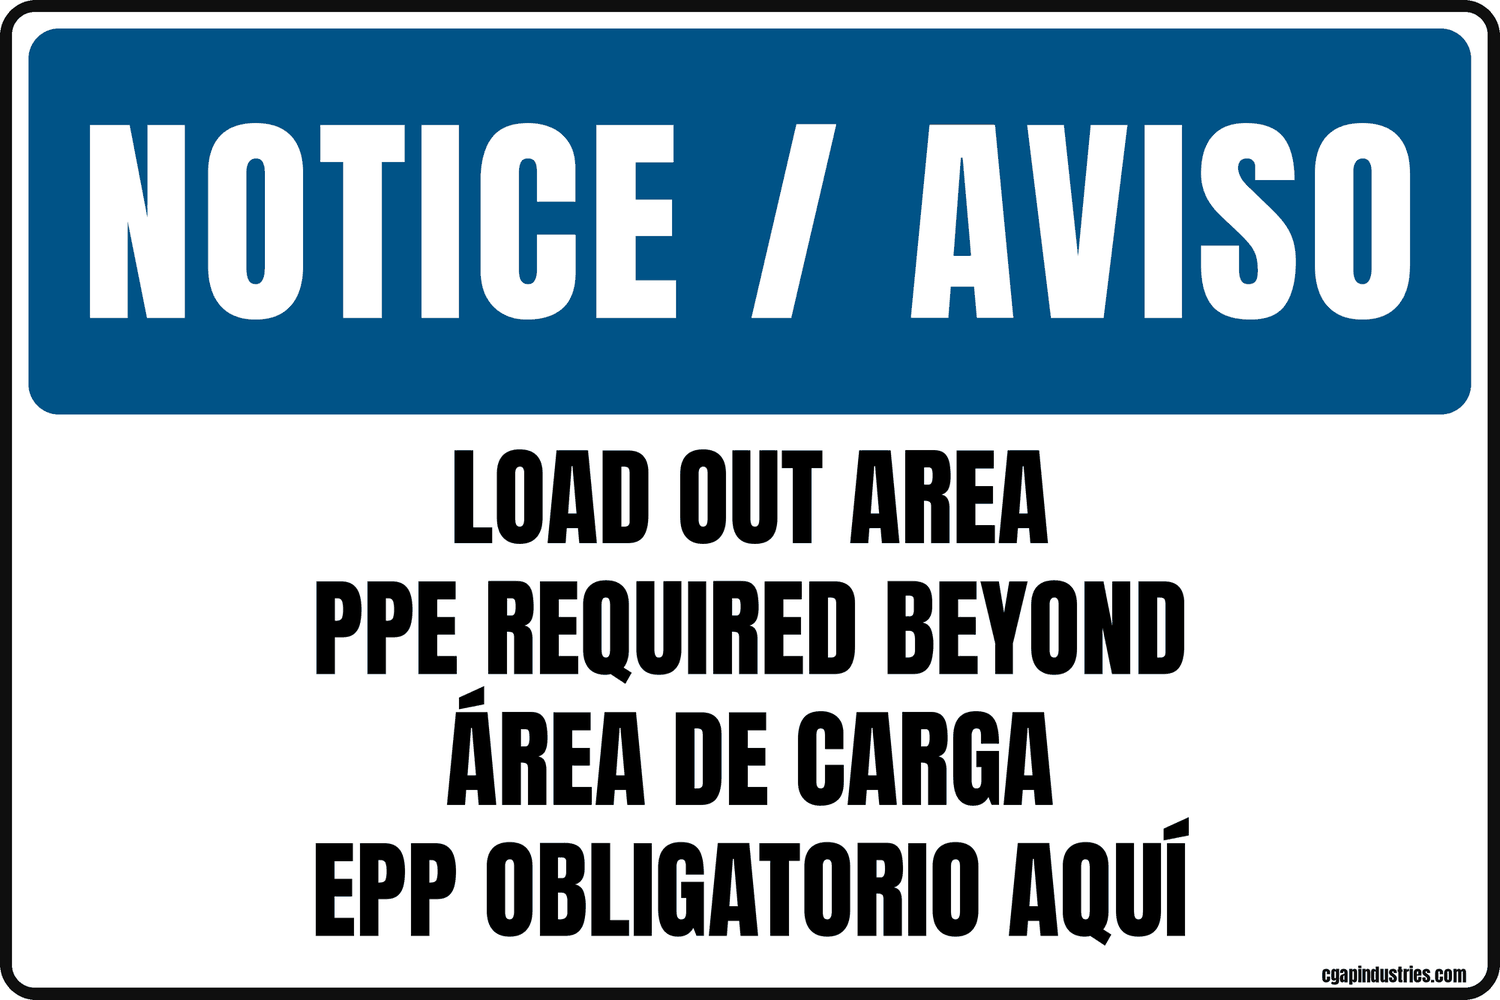 NOTICE / AVISO
LOAD OUT AREA
PPE REQUIRED BEYOND
ÁREA DE CARGA
EPP OBLIGATORIO AQUÍ
cgapindustries.com